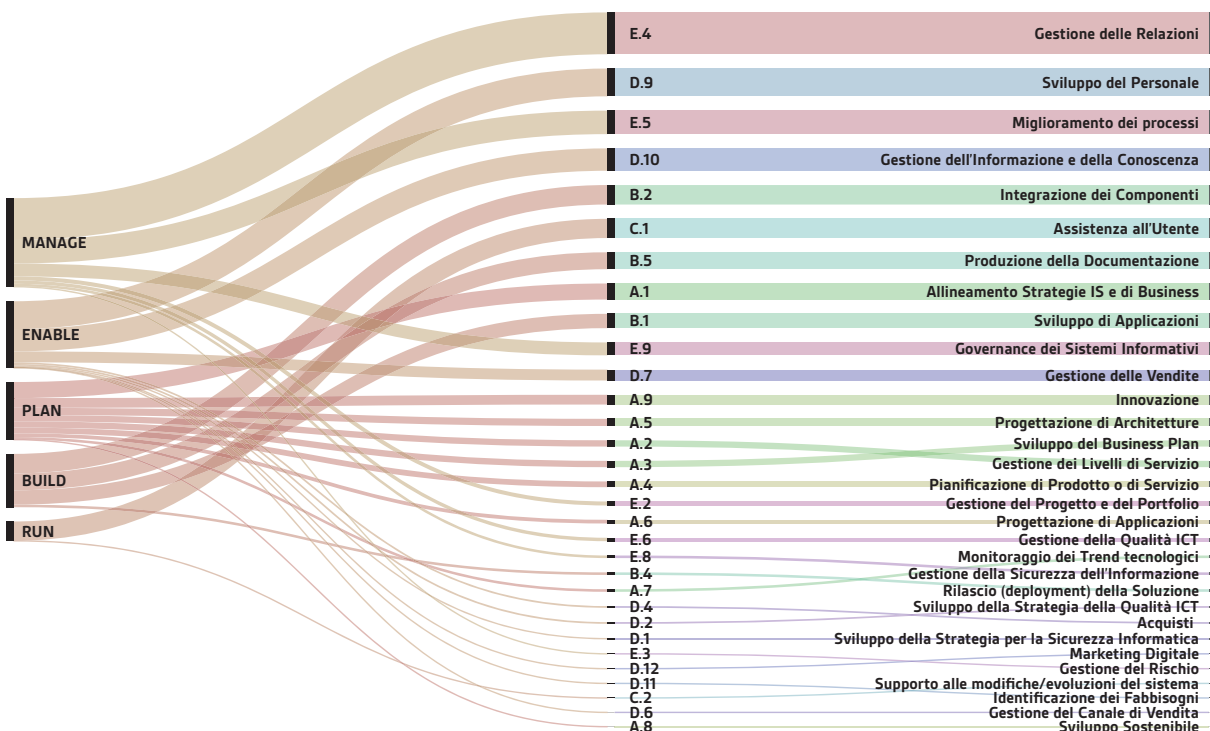 MANAGE
ENABLE
PLAN
BUILD
RUN
E.4 Gestione delle Relazioni
D.9 Sviluppo del Personale
E.5 Miglioramento dei processi
D.10 Gestione dell'Informazione e della Conoscenza
B.2 Integrazione dei Componenti
C.1 Assistenza all'Utente
B.5 Produzione della Documentazione
A.1 Allineamento Strategie IS e di Business
B.1 Sviluppo di Applicazioni
E.9 Governance dei Sistemi Informativi
D.7 Gestione delle Vendite
A.9 Innovazione
A.5 Progettazione di Architetture
A.2 Sviluppo del Business Plan
A.3 Gestione dei Livelli di Servizio
A.4 Pianificazione di Prodotto o di Servizio
E.2 Gestione del Progetto e del Portfolio
A.6 Progettazione di Applicazioni
E.6 Gestione della Qualità ICT
E.8 Monitoraggio dei Trend tecnologici
B.4 Gestione della Sicurezza dell'Informazione
A.7 Rilascio (deployment) della Soluzione
D.4 Sviluppo della Strategia della Qualità ICT
D.2 Acquisti
D.1 Sviluppo della Strategia per la Sicurezza Informatica
E.3 Marketing Digitale
D.12 Gestione del Rischio
D.11 Supporto alle modifiche/evoluzioni del sistema
C.2 Identificazione dei Fabbisogni
D.6 Gestione del Canale di Vendita
A.8 Sviluppo Sostenibile